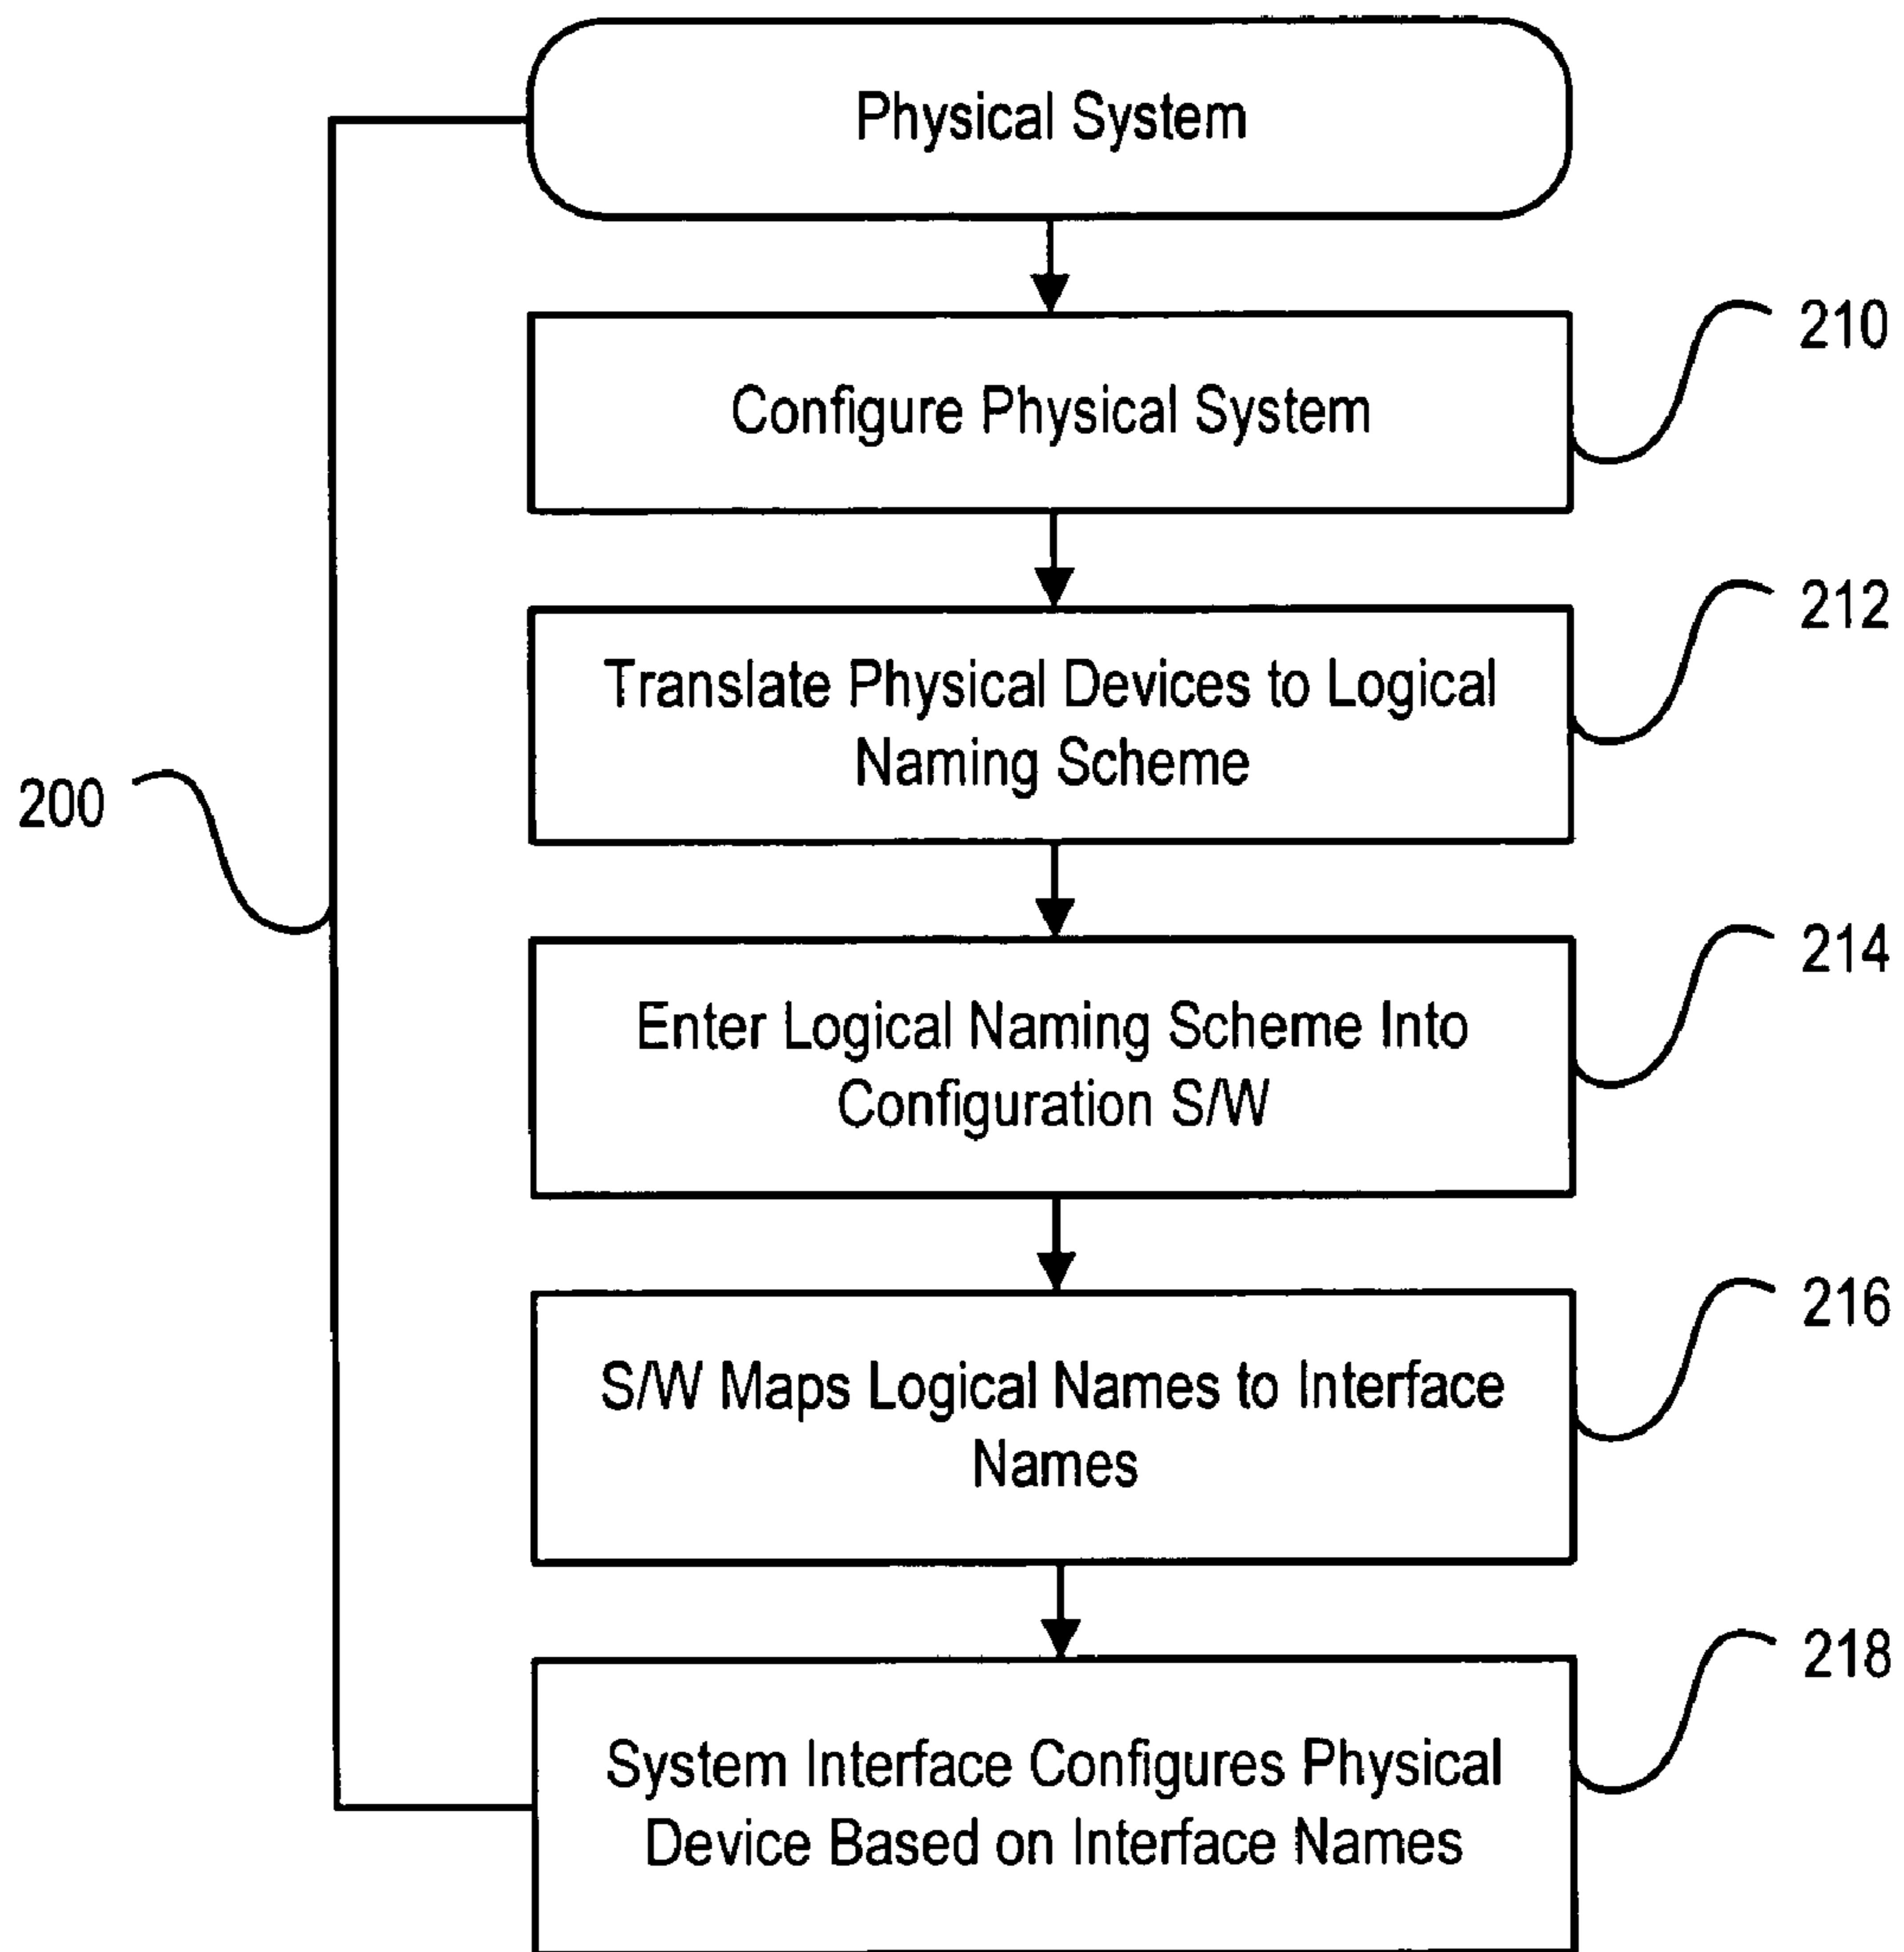 Physical System
Configure Physical System
210
Translate Physical Devices to Logical
Naming Scheme
212
200
Enter Logical Naming Scheme Into
Configuration S/W
214
S/W Maps Logical Names to Interface
Names
216
System Interface Configures Physical
Device Based on Interface Names
218